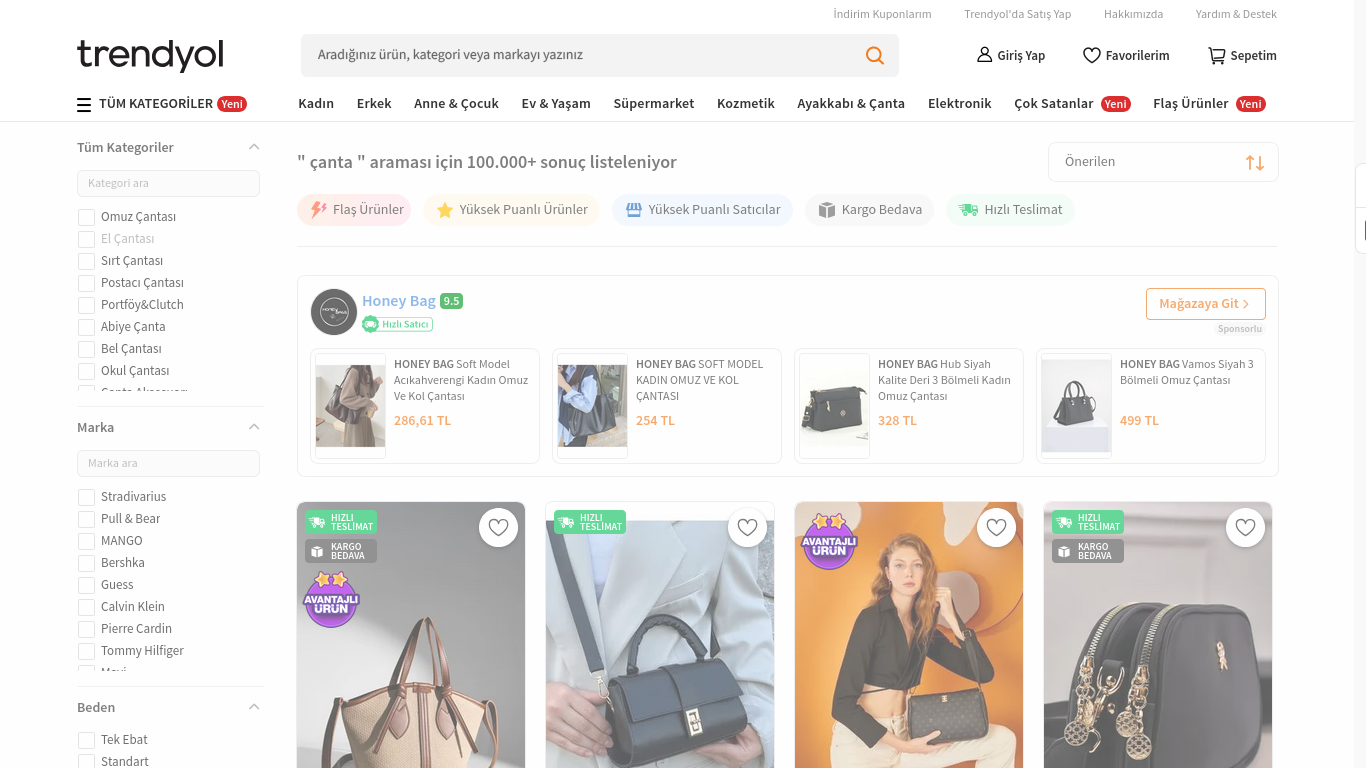 İndirim Kuponlarım Trendyol'da Satış Yap Hakkımızda Yardım & Destek
trendyol
Aradığınız ürün, kategori veya markayı yazınız
Giriş Yap Favorilerim Sepetim
TÜM KATEGORİLER Yeni Kadın Erkek Anne & Çocuk Ev & Yaşam Süpermarket Kozmetik Ayakkabı & Çanta Elektronik Çok Satanlar Yeni Flaş Ürünler Yeni
Tüm Kategoriler
Kategori ara
Omuz Çantası
El Çantası
Sırt Çantası
Postacı Çantası
Portföy&Clutch
Abiye Çanta
Bel Çantası
Okul Çantası
Marka
Marka ara
Stradivarius
Pull & Bear
MANGO
Bershka
Guess
Calvin Klein
Pierre Cardin
Tommy Hilfiger
Beden
Tek Ebat
Standart
" çanta " araması için 100.000+ sonuç listeleniyor
Önerilen
Flaş Ürünler Yüksek Puanlı Ürünler Yüksek Puanlı Satıcılar Kargo Bedava Hızlı Teslimat
Honey Bag 9.5
Hızlı Satıcı
Mağazaya Git
Sponsorlu
HONEY BAG Soft Model
Acıkahverengi Kadın Omuz
Ve Kol Çantası
286,61 TL
HONEY BAG SOFT MODEL
KADIN OMUZ VE KOL
ÇANTASI
254 TL
HONEY BAG Hub Siyah
Kalite Deri 3 Bölmeli Kadın
Omuz Çantası
328 TL
HONEY BAG Vamos Siyah 3
Bölmeli Omuz Çantası
499 TL
HIZLI
TESLİMAT
KARGO
BEDAVA
AVANTAJLI
ÜRÜN
HIZLI
TESLİMAT
AVANTAJLI
ÜRÜN
HIZLI
TESLİMAT
KARGO
BEDAVA